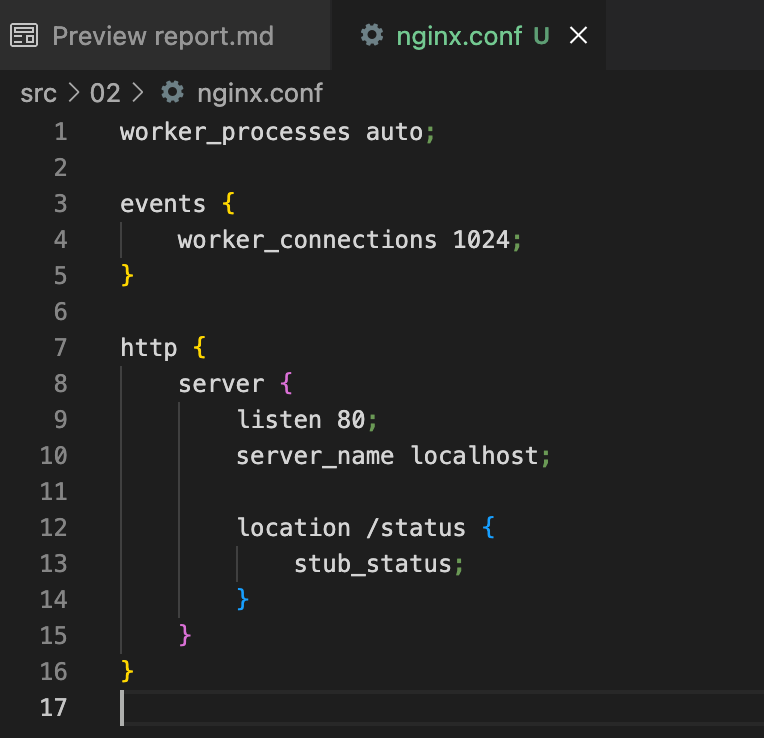 Preview report.md nginx.conf U
src > 02 > nginx.conf
1 worker_processes auto;
2
3 events {
4     worker_connections 1024;
5 }
6
7 http {
8     server {
9         listen 80;
10         server_name localhost;
11
12         location /status {
13             stub_status;
14         }
15     }
16 }
17